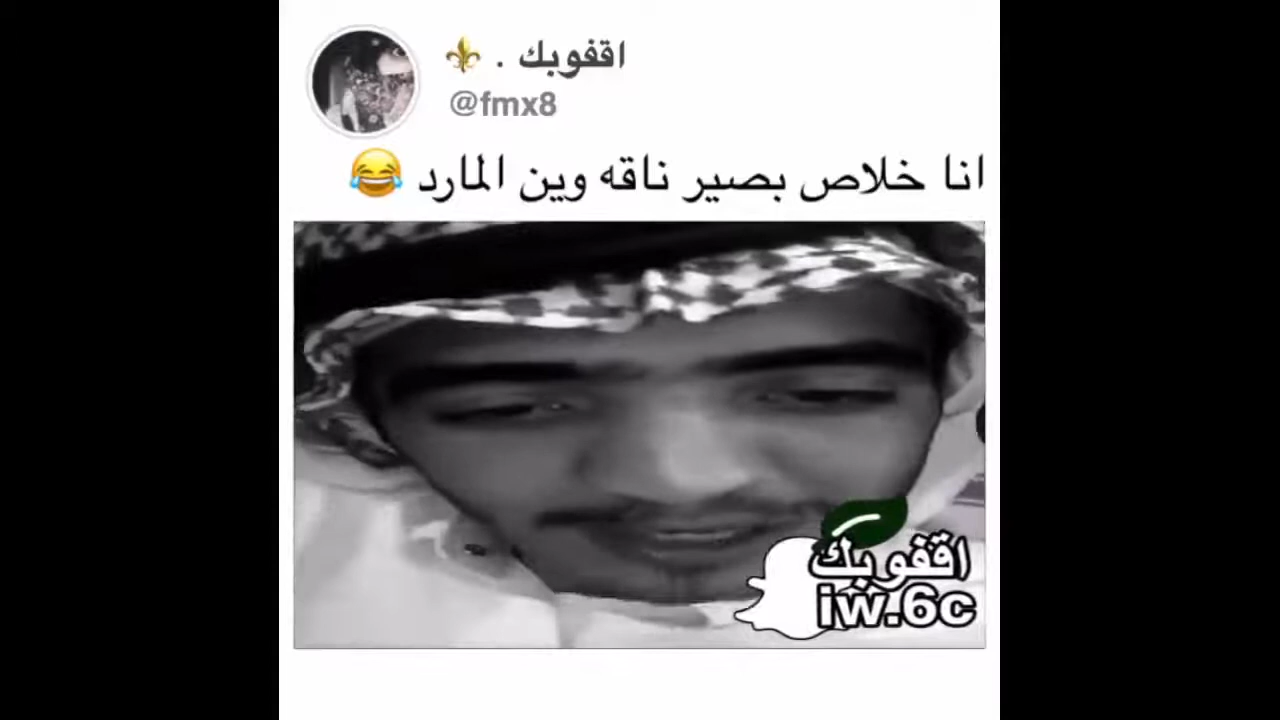 اقفوبك . ⚜️
@fmx8
انا خلاص بصير ناقه وين المارد 😂
اقفوبك
iw.6c